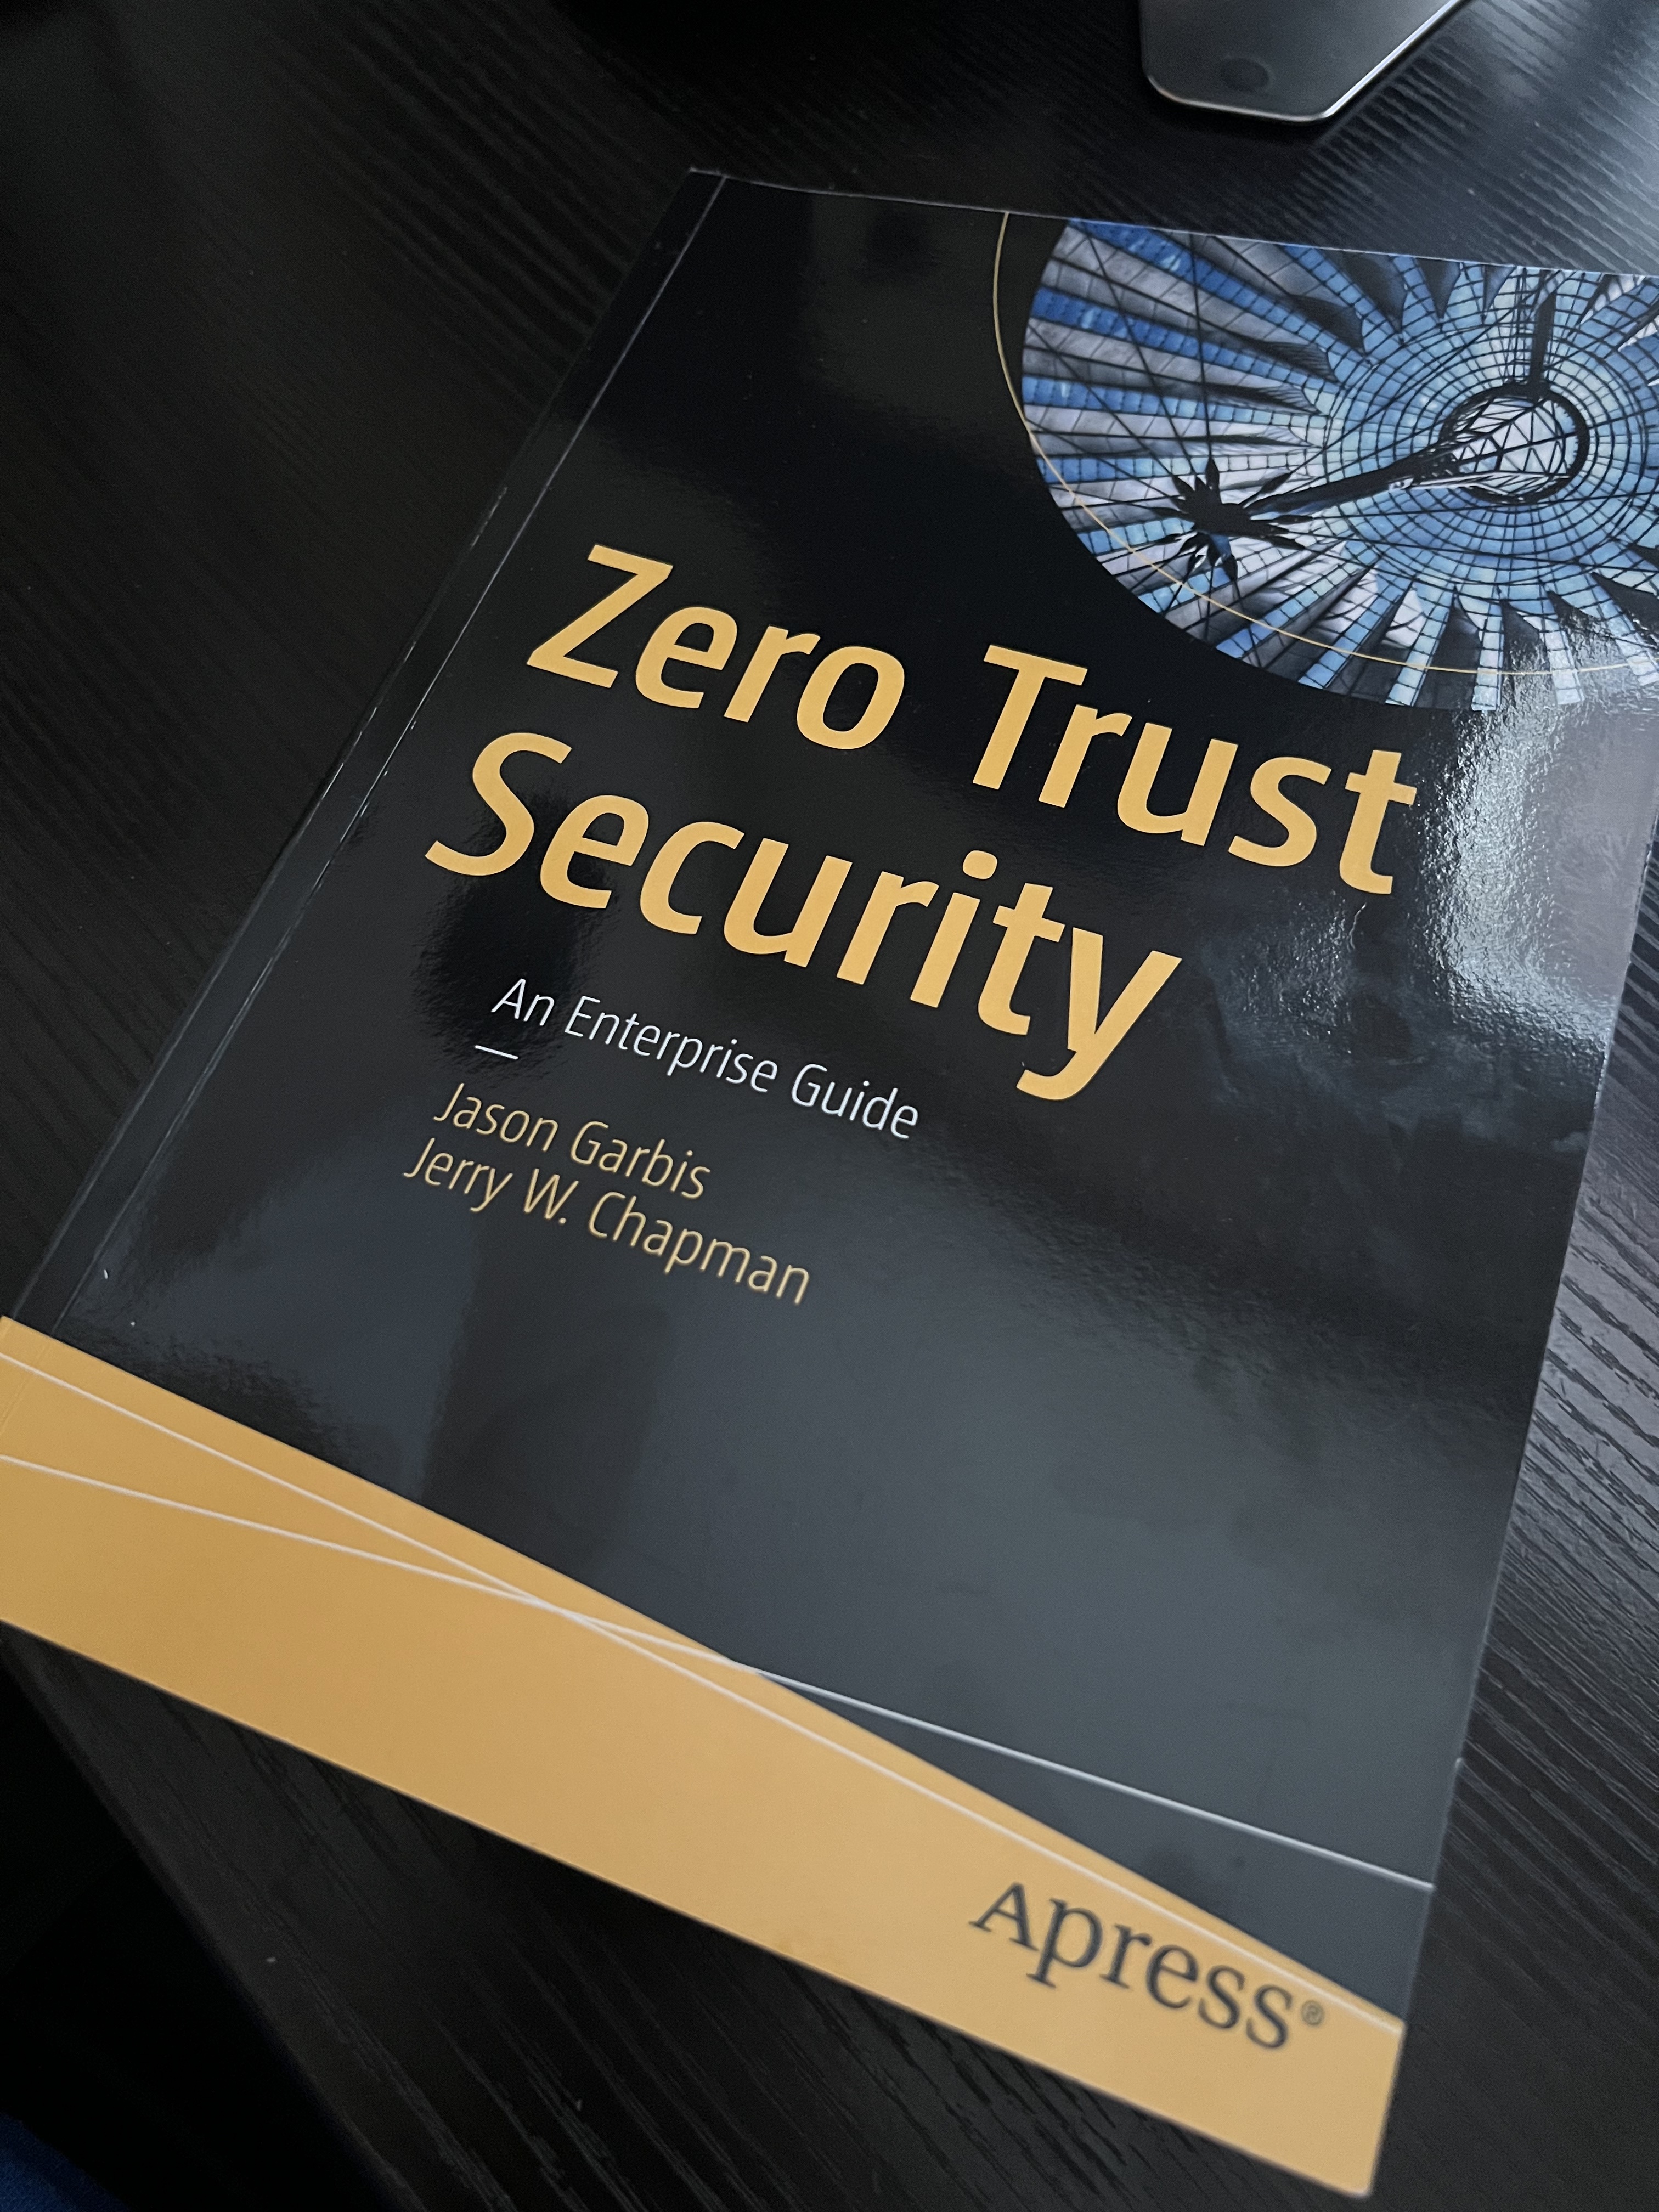 Zero Trust
Security
An Enterprise Guide
—
Jason Garbis
Jerry W. Chapman
Apress®